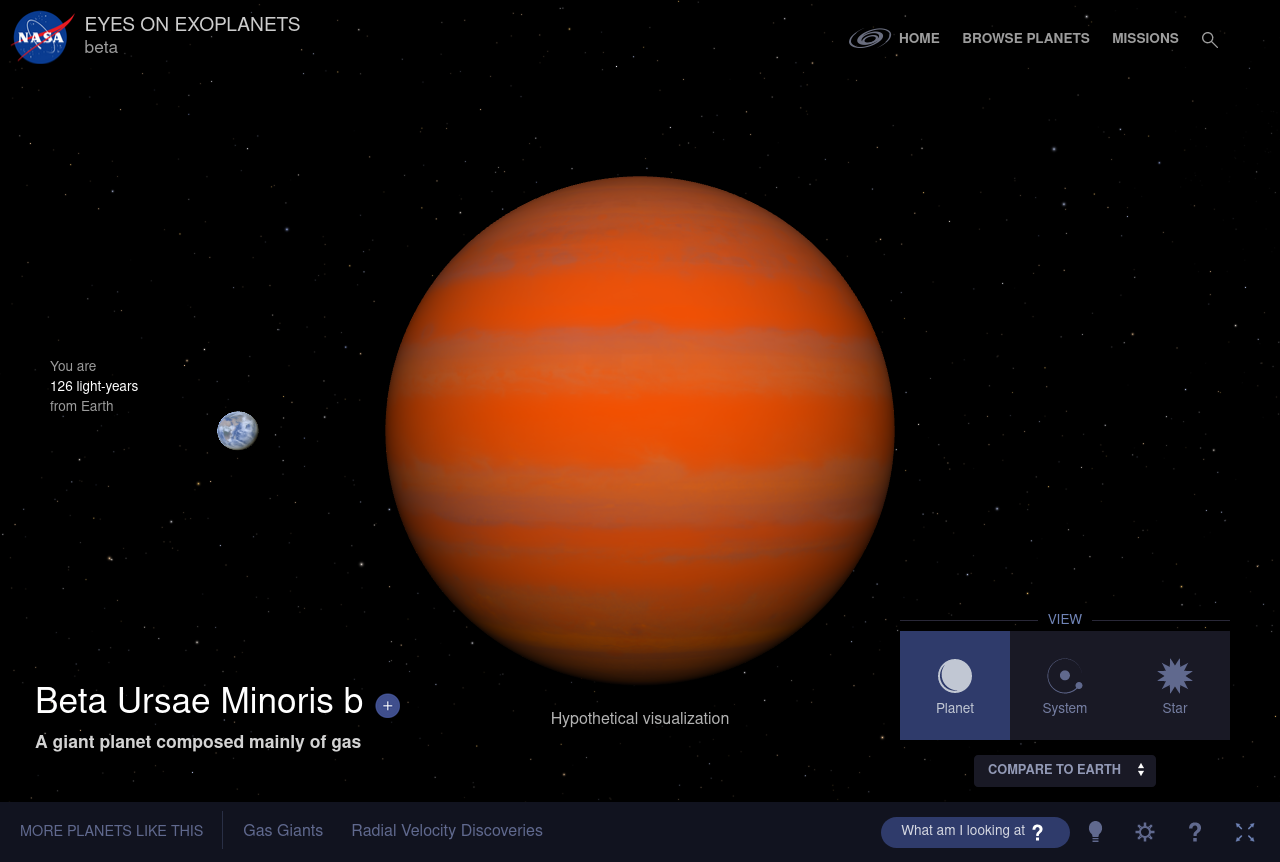 NASA
EYES ON EXOPLANETS
beta
HOME
BROWSE PLANETS
MISSIONS
You are
126 light-years
from Earth
Beta Ursae Minoris b +
A giant planet composed mainly of gas
Hypothetical visualization
VIEW
Planet
System
Star
COMPARE TO EARTH
MORE PLANETS LIKE THIS
Gas Giants
Radial Velocity Discoveries
What am I looking at ?
?